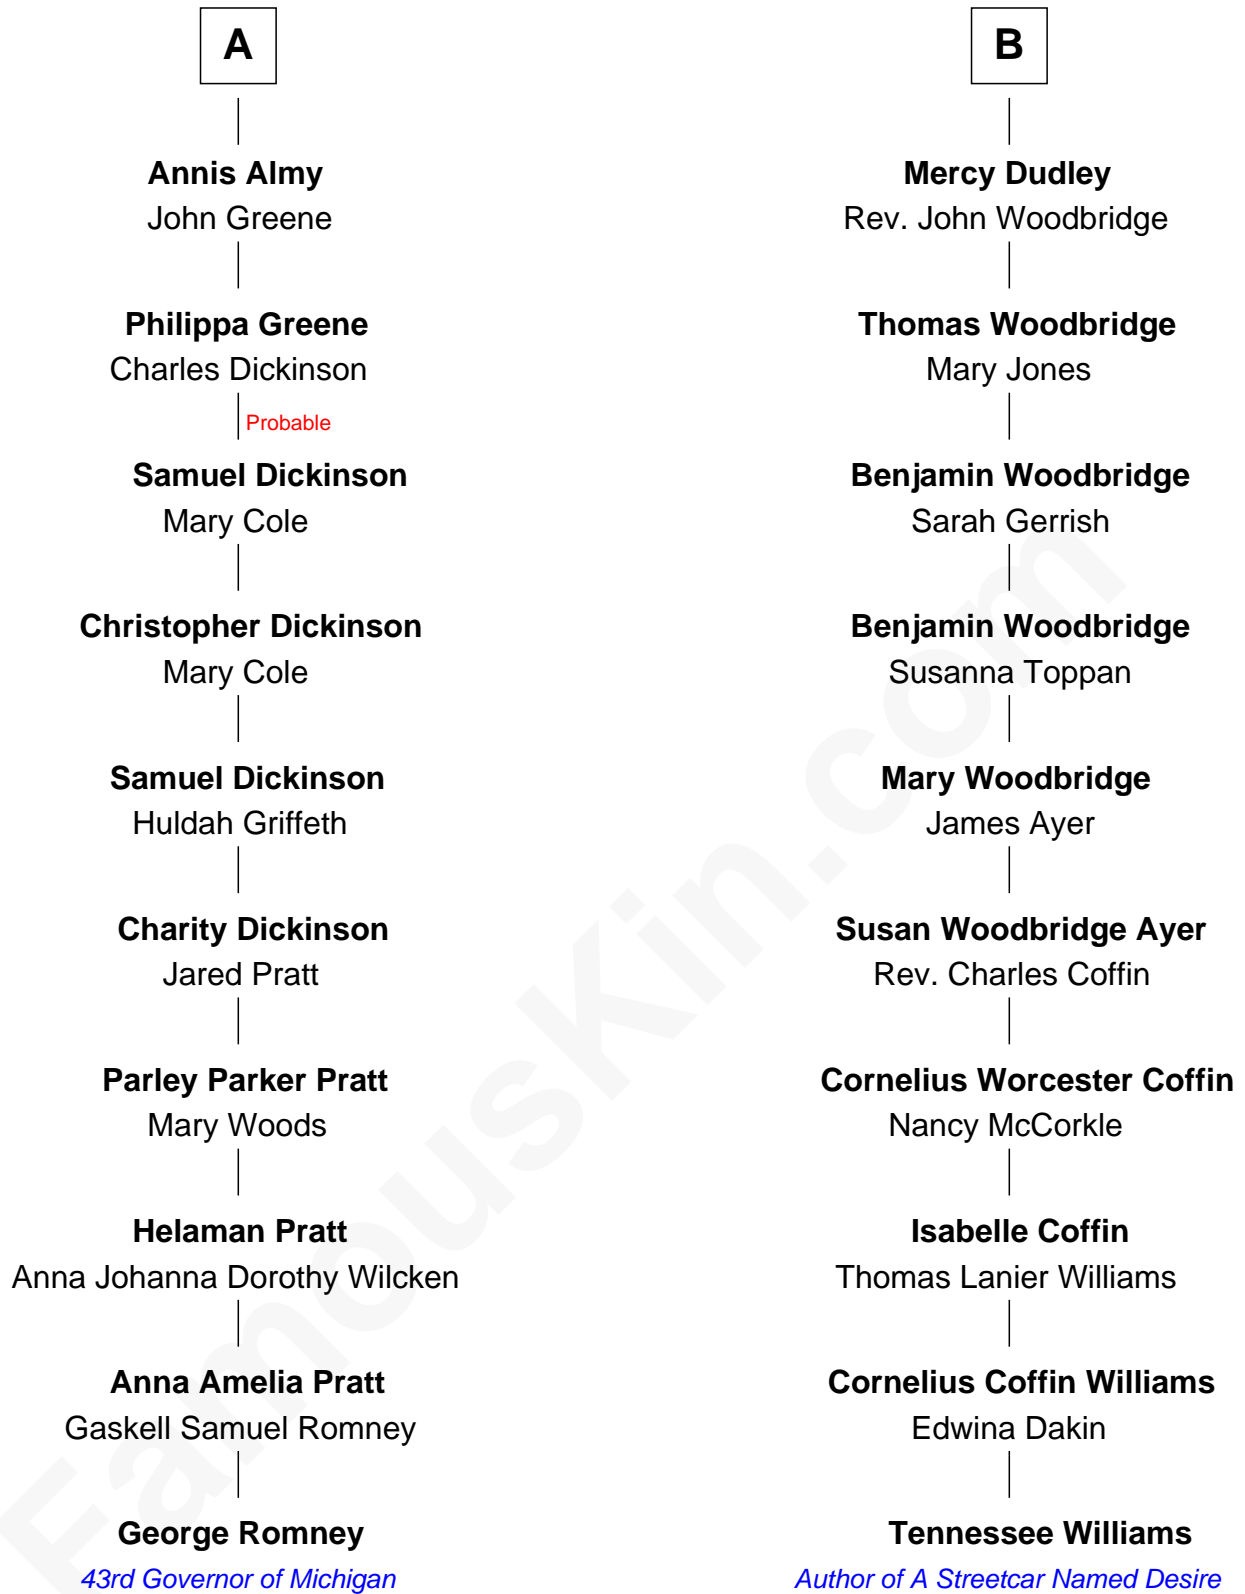 A
Annis Almy
John Greene
Philippa Greene
Charles Dickinson
Probable
Samuel Dickinson
Mary Cole
Christopher Dickinson
Mary Cole
Samuel Dickinson
Huldah Griffeth
Charity Dickinson
Jared Pratt
Parley Parker Pratt
Mary Woods
Helaman Pratt
Anna Johanna Dorothy Wilcken
Anna Amelia Pratt
Gaskell Samuel Romney
George Romney
43rd Governor of Michigan
B
Mercy Dudley
Rev. John Woodbridge
Thomas Woodbridge
Mary Jones
Benjamin Woodbridge
Sarah Gerrish
Benjamin Woodbridge
Susanna Toppan
Mary Woodbridge
James Ayer
Susan Woodbridge Ayer
Rev. Charles Coffin
Cornelius Worcester Coffin
Nancy McCorkle
Isabelle Coffin
Thomas Lanier Williams
Cornelius Coffin Williams
Edwina Dakin
Tennessee Williams
Author of A Streetcar Named Desire
FamousKin.com